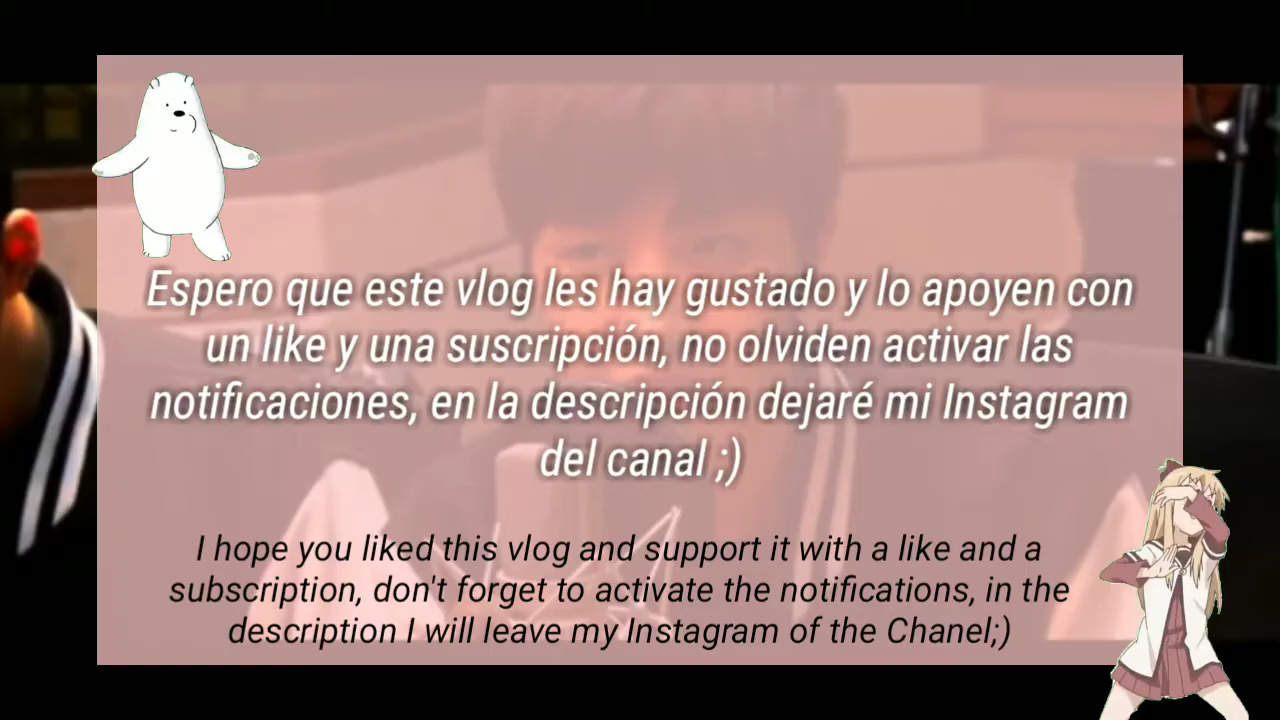 Espero que este vlog les hay gustado y lo apoyen con
un like y una suscripción, no olviden activar las
notificaciones, en la descripción dejaré mi Instagram
del canal ;)
I hope you liked this vlog and support it with a like and a
subscription, don't forget to activate the notifications, in the
description I will leave my Instagram of the Chanel;)